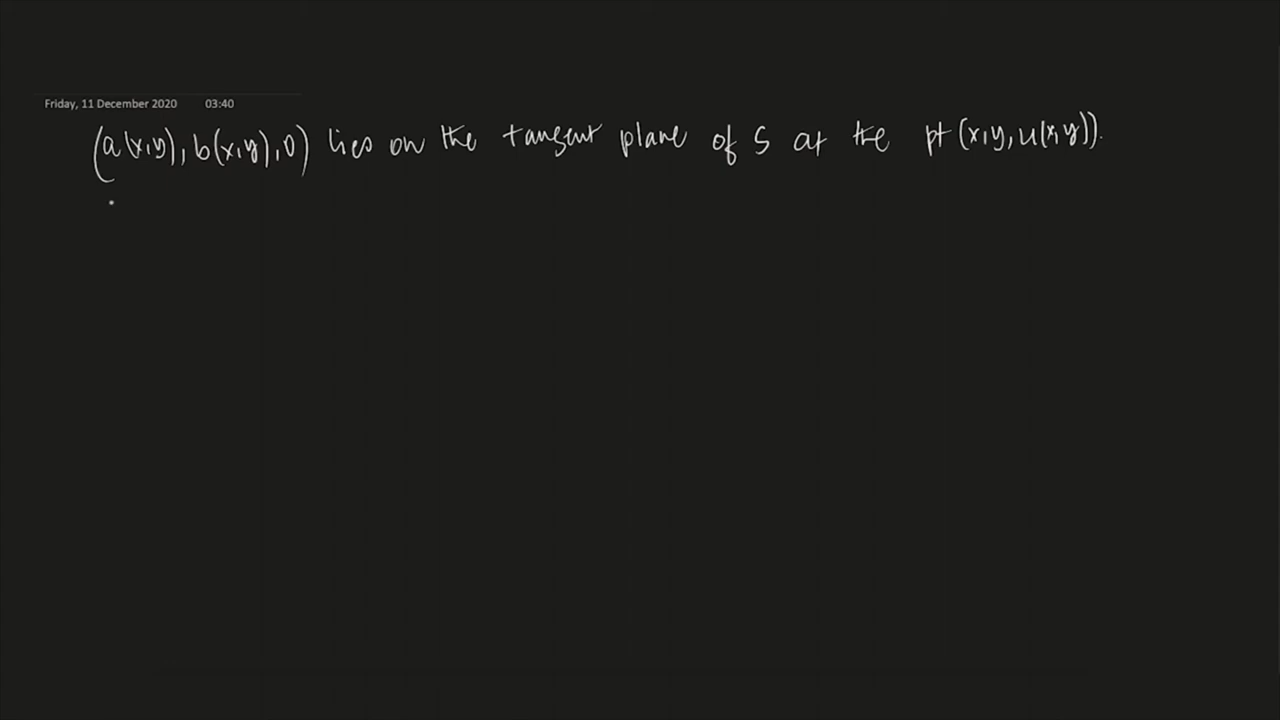 Friday, 11 December 2020 03:40
(a(x,y), b(x,y), 0) lies on the tangent plane of S at the pt (x,y,u(x,y)).